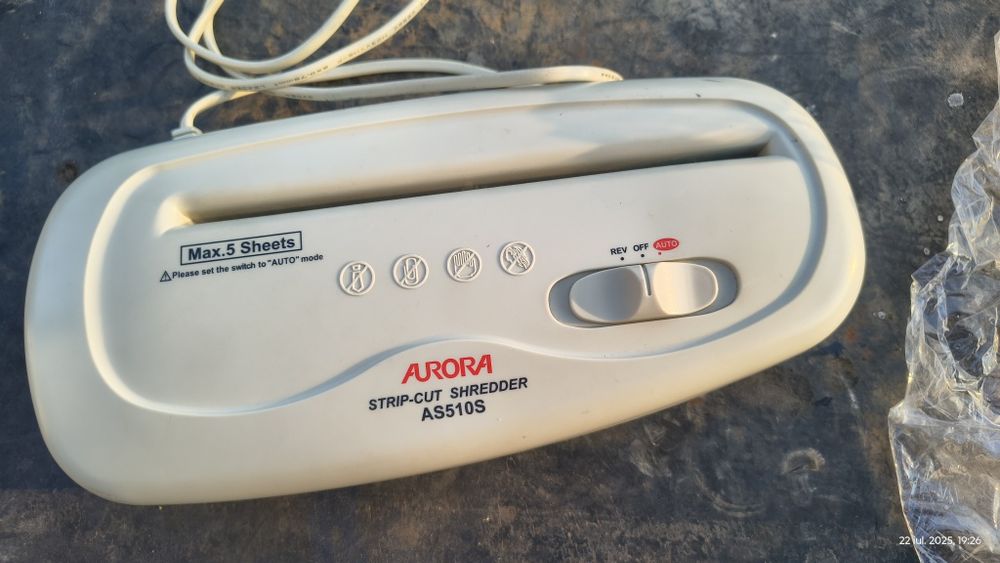 Max.5 Sheets
⚠Please set the switch to "AUTO" mode
REV OFF AUTO
AURORA
STRIP-CUT SHREDDER
AS510S
22 iul. 2025, 19:26